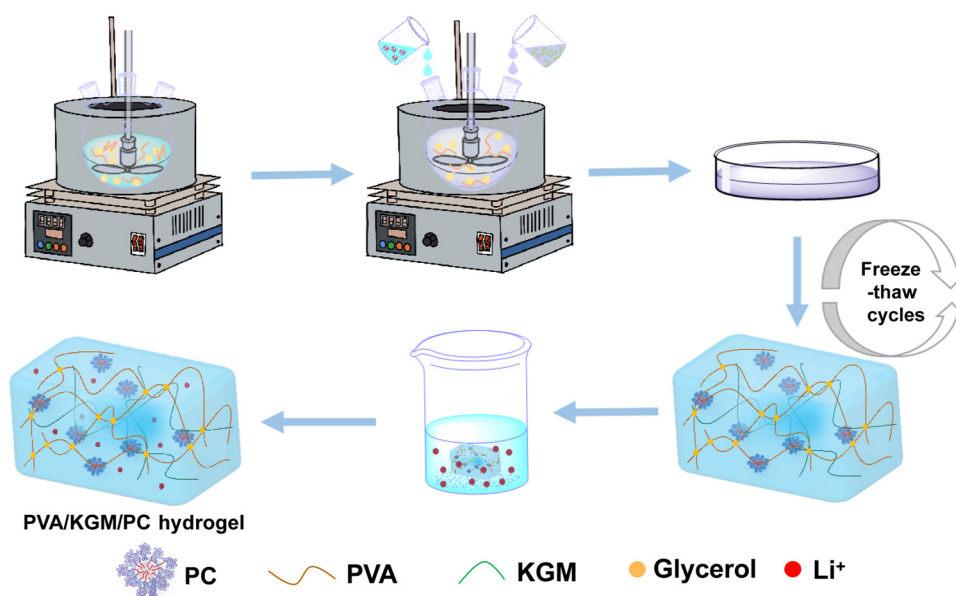 Freeze
-thaw
cycles
PVA/KGM/PC hydrogel
PC
PVA
KGM
Glycerol
Li⁺